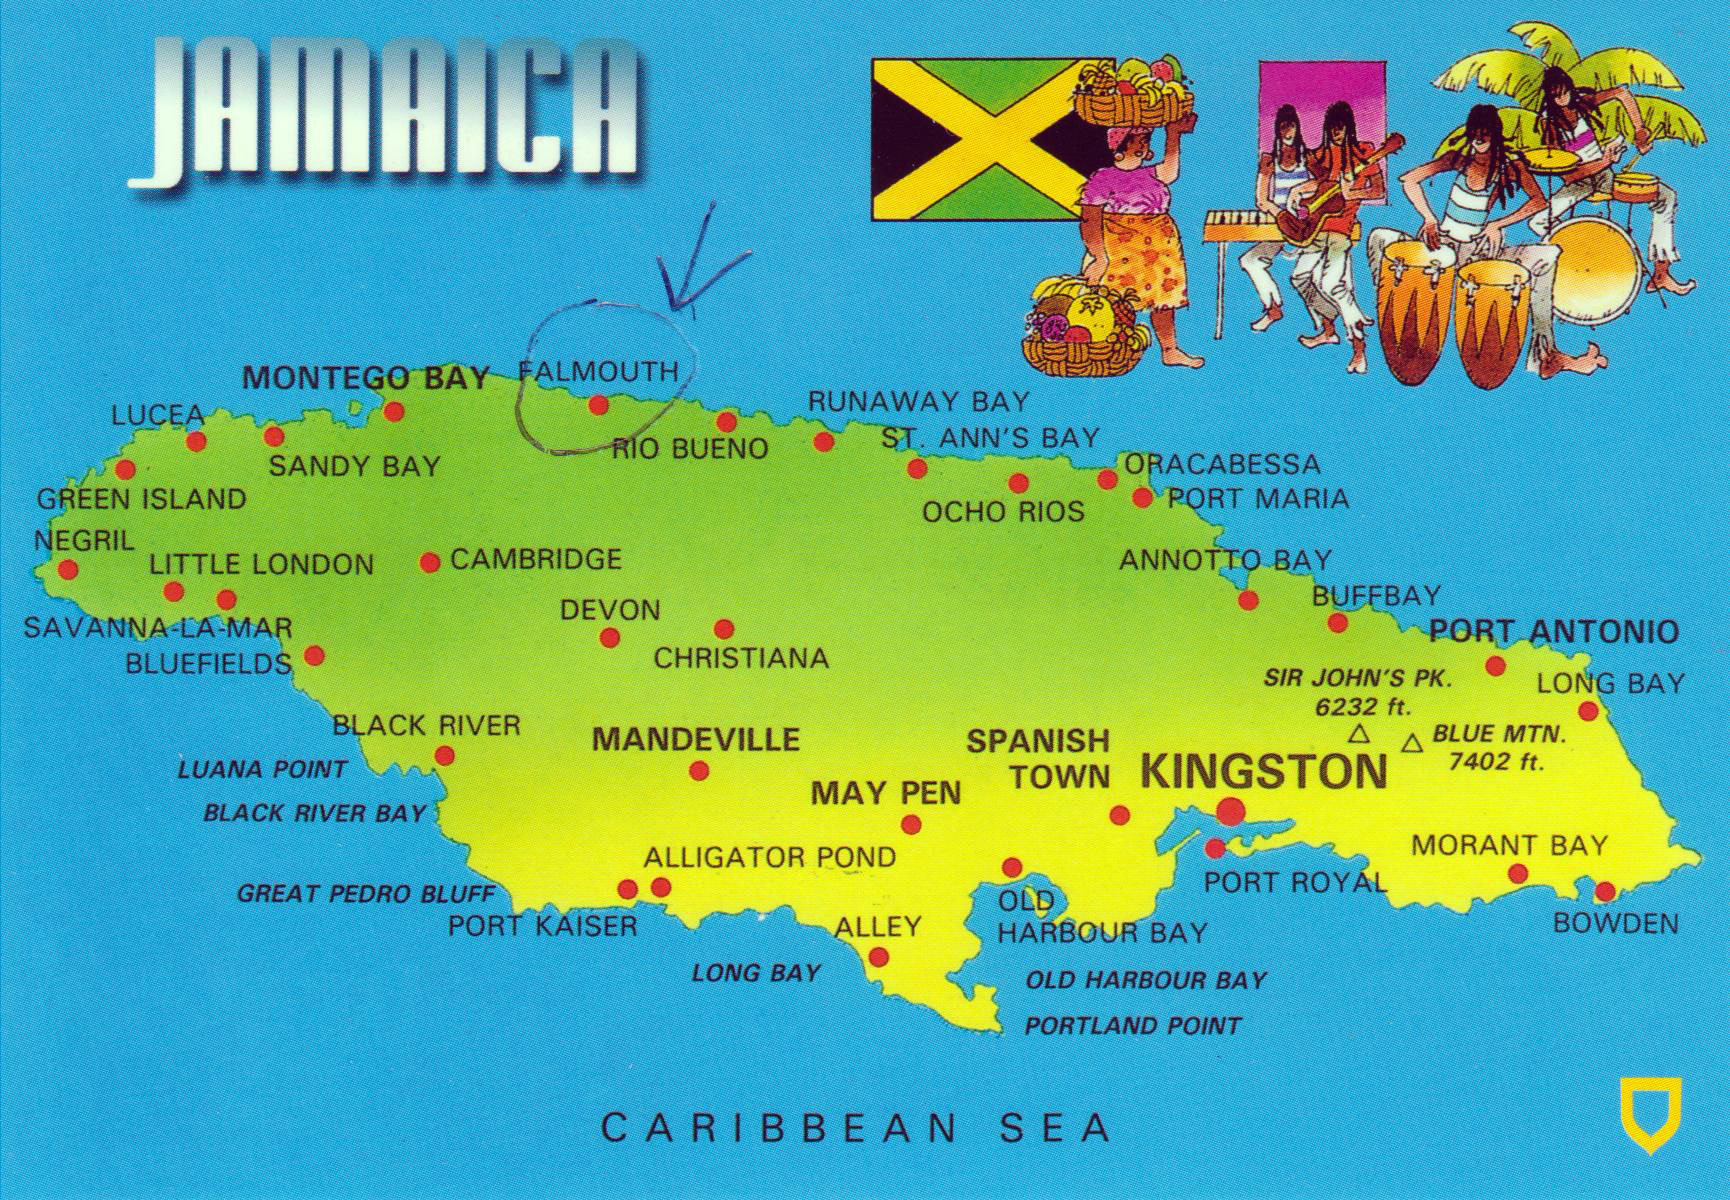 JAMAICA
MONTEGO BAY
FALMOUTH
LUCEA
RUNAWAY BAY
SANDY BAY
RIO BUENO
ST. ANN'S BAY
GREEN ISLAND
ORACABESSA
OCHO RIOS
PORT MARIA
NEGRIL
LITTLE LONDON
CAMBRIDGE
ANNOTTO BAY
DEVON
BUFFBAY
SAVANNA-LA-MAR
PORT ANTONIO
BLUEFIELDS
CHRISTIANA
SIR JOHN'S PK.
6232 ft.
LONG BAY
BLACK RIVER
MANDEVILLE
SPANISH
TOWN
KINGSTON
BLUE MTN.
7402 ft.
LUANA POINT
MAY PEN
BLACK RIVER BAY
ALLIGATOR POND
MORANT BAY
GREAT PEDRO BLUFF
PORT ROYAL
PORT KAISER
ALLEY
OLD
HARBOUR BAY
BOWDEN
LONG BAY
OLD HARBOUR BAY
PORTLAND POINT
CARIBBEAN SEA